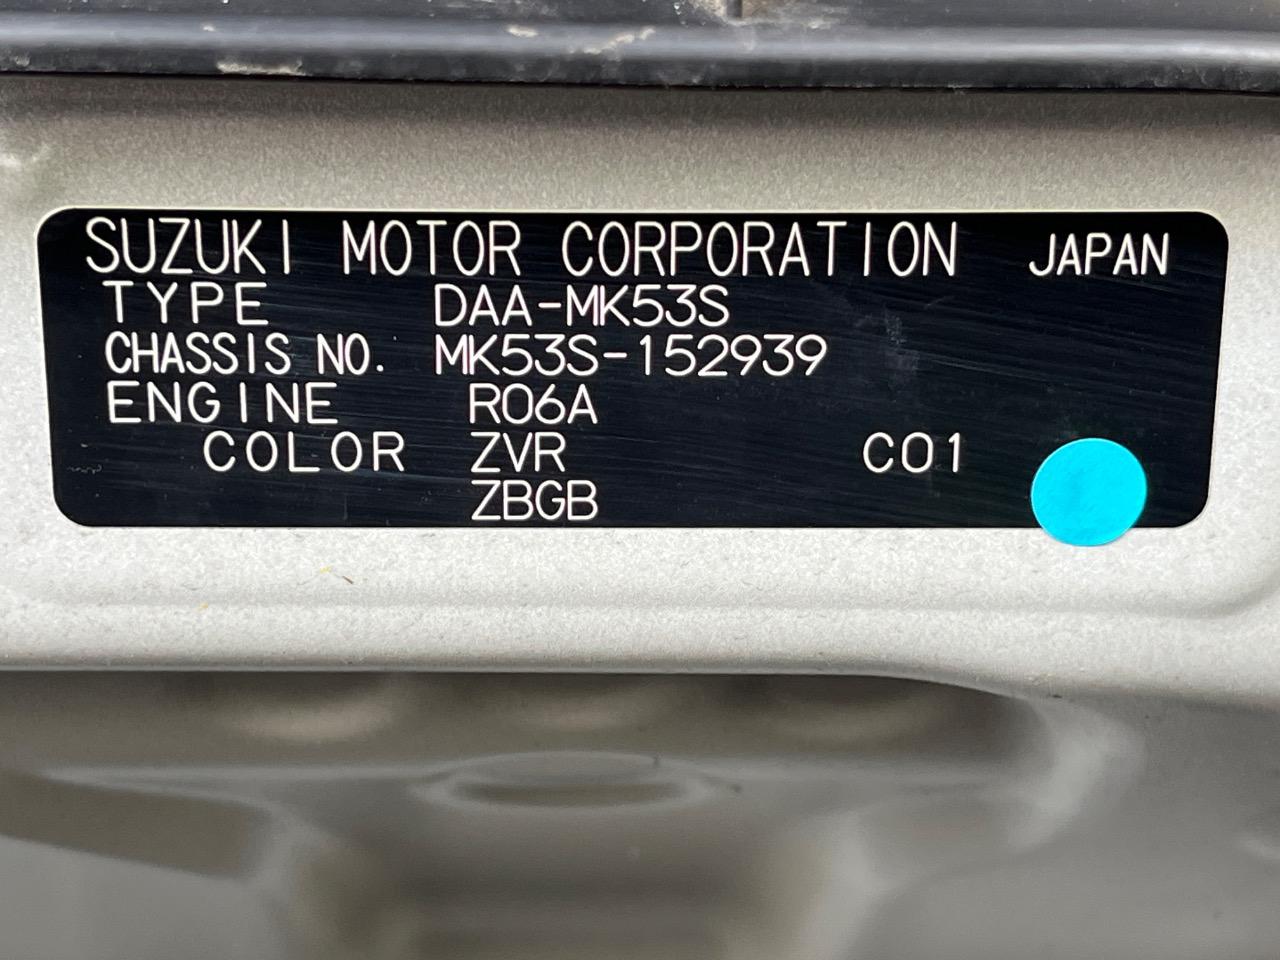 SUZUKI MOTOR CORPORATION JAPAN
TYPE DAA-MK53S
CHASSIS NO. MK53S-152939
ENGINE R06A
COLOR ZVR C01
ZBGB